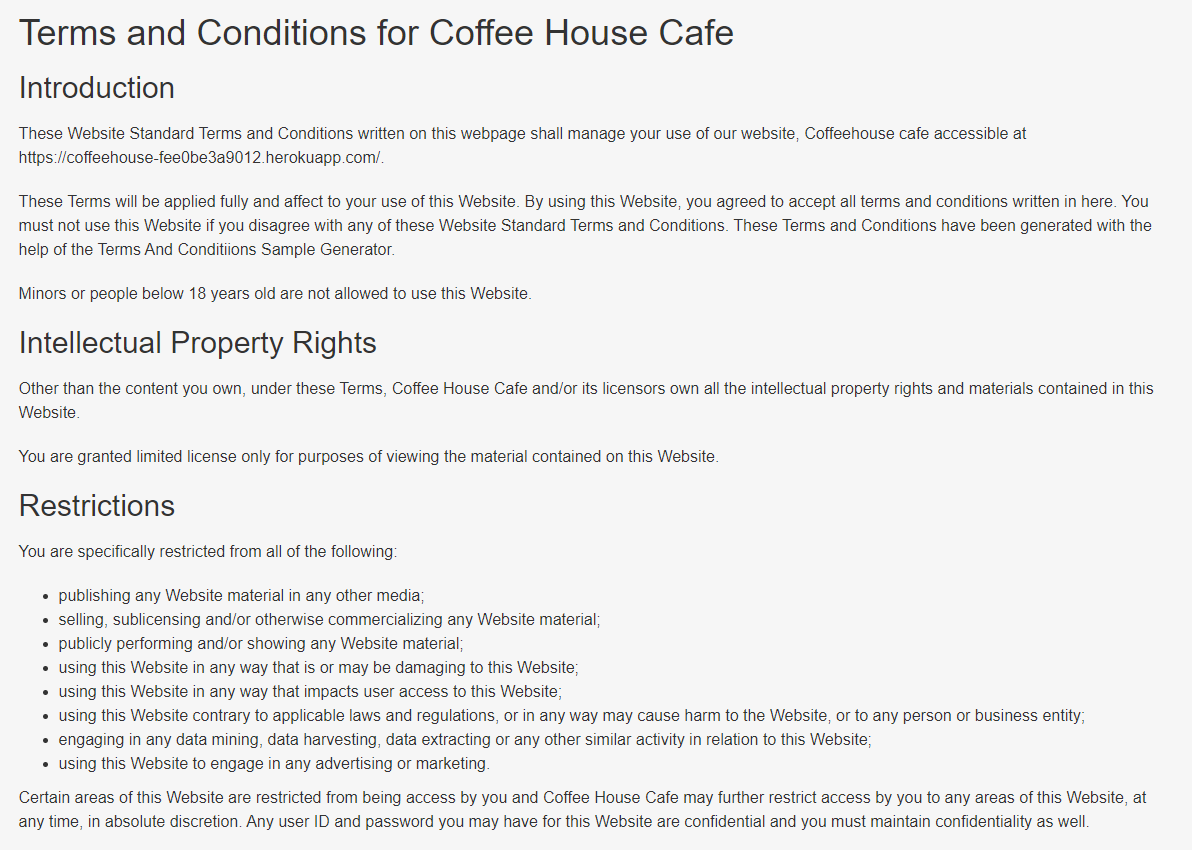 Terms and Conditions for Coffee House Cafe
Introduction
These Website Standard Terms and Conditions written on this webpage shall manage your use of our website, Coffeehouse cafe accessible at
https://coffeehouse-fee0be3a9012.herokuapp.com/.
These Terms will be applied fully and affect to your use of this Website. By using this Website, you agreed to accept all terms and conditions written in here. You
must not use this Website if you disagree with any of these Website Standard Terms and Conditions. These Terms and Conditions have been generated with the
help of the Terms And Conditiions Sample Generator.
Minors or people below 18 years old are not allowed to use this Website.
Intellectual Property Rights
Other than the content you own, under these Terms, Coffee House Cafe and/or its licensors own all the intellectual property rights and materials contained in this
Website.
You are granted limited license only for purposes of viewing the material contained on this Website.
Restrictions
You are specifically restricted from all of the following:
• publishing any Website material in any other media;
• selling, sublicensing and/or otherwise commercializing any Website material;
• publicly performing and/or showing any Website material;
• using this Website in any way that is or may be damaging to this Website;
• using this Website in any way that impacts user access to this Website;
• using this Website contrary to applicable laws and regulations, or in any way may cause harm to the Website, or to any person or business entity;
• engaging in any data mining, data harvesting, data extracting or any other similar activity in relation to this Website;
• using this Website to engage in any advertising or marketing.
Certain areas of this Website are restricted from being access by you and Coffee House Cafe may further restrict access by you to any areas of this Website, at
any time, in absolute discretion. Any user ID and password you may have for this Website are confidential and you must maintain confidentiality as well.